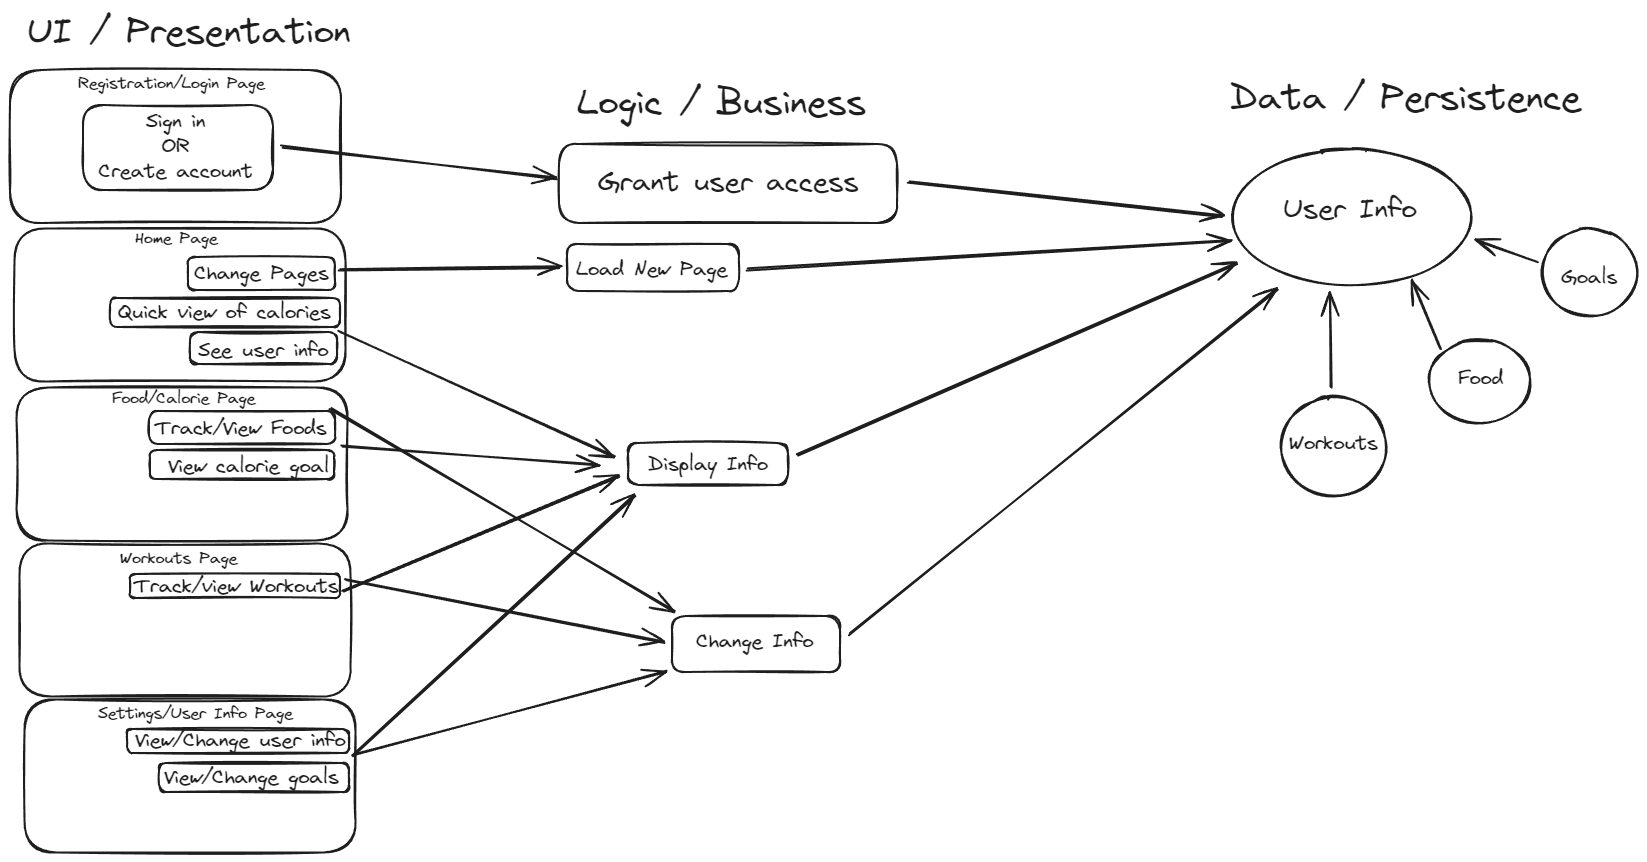 UI / Presentation
Registration/Login Page
Sign in
OR
Create account
Home Page
Change Pages
Quick view of calories
See user info
Food/Calorie Page
Track/View Foods
View calorie goal
Workouts Page
Track/view Workouts
Settings/User Info Page
View/Change user info
View/Change goals
Logic / Business
Grant user access
Load New Page
Display Info
Change Info
Data / Persistence
User Info
Goals
Food
Workouts